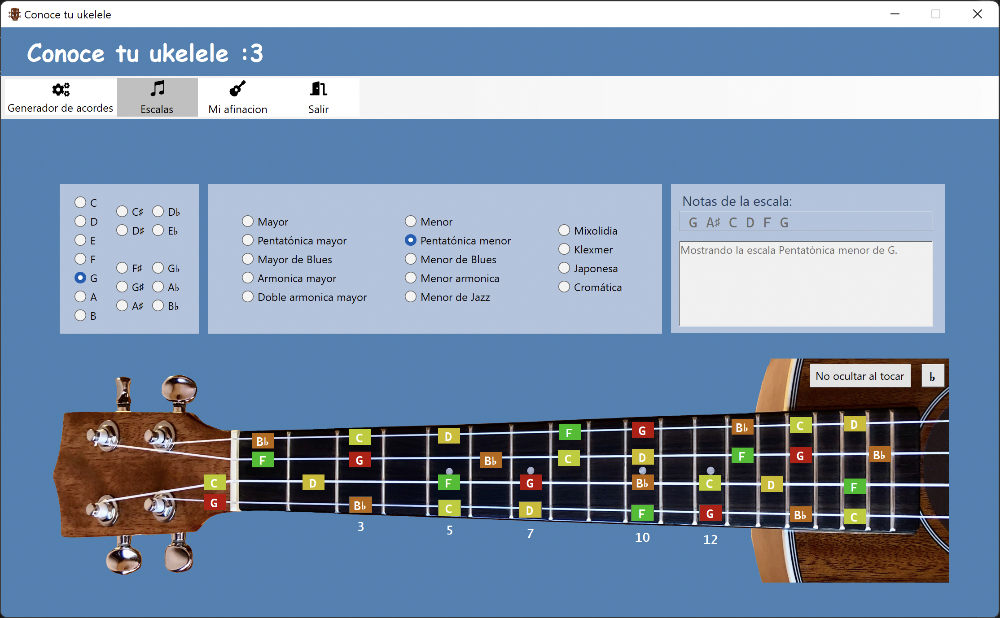 Conoce tu ukelele
Conoce tu ukelele :3
Generador de acordes
Escalas
Mi afinacion
Salir
C
D
E
F
G
A
B
C♯ D♭
D♯ E♭
F♯ G♭
G♯ A♭
A♯ B♭
Mayor
Pentatónica mayor
Mayor de Blues
Armonica mayor
Doble armonica mayor
Menor
Pentatónica menor
Menor de Blues
Menor armonica
Menor de Jazz
Mixolidia
Klexmer
Japonesa
Cromática
Notas de la escala:
G A♯ C D F G
Mostrando la escala Pentatónica menor de G.
No ocultar al tocar
♭
B♭ C D F G B♭ C D
F G B♭ C D F G B♭
C D F G B♭ C D F
G B♭ C D F G B♭ C
3 5 7 10 12